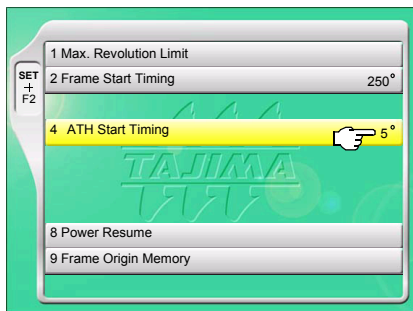 1 Max. Revolution Limit
SET
+
F2
2 Frame Start Timing 250°
4 ATH Start Timing 5°
TAJIMA
8 Power Resume
9 Frame Origin Memory